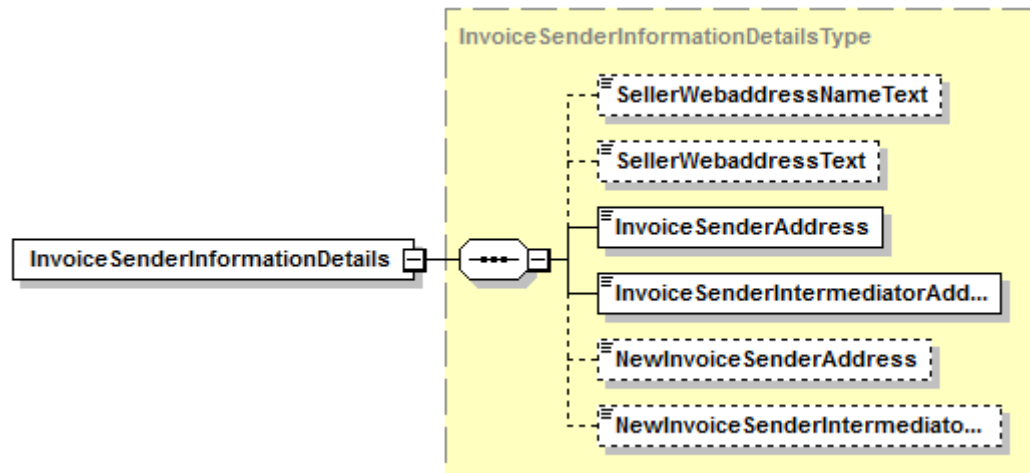 InvoiceSenderInformationDetailsType
SellerWebaddressNameText
SellerWebaddressText
InvoiceSenderAddress
InvoiceSenderInformationDetails
InvoiceSenderIntermediatorAdd...
NewInvoiceSenderAddress
NewInvoiceSenderIntermediato...